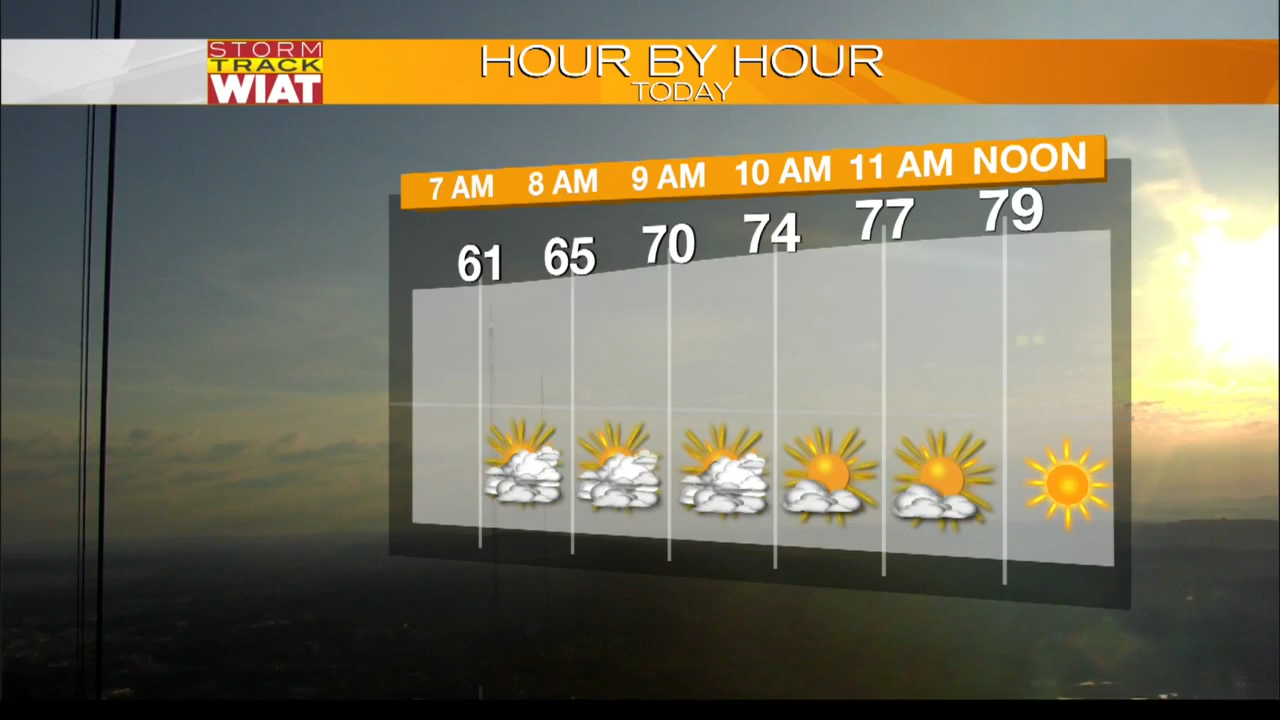 STORM
TRACK
WIAT
HOUR BY HOUR
TODAY
7 AM 8 AM 9 AM 10 AM 11 AM NOON
61 65 70 74 77 79